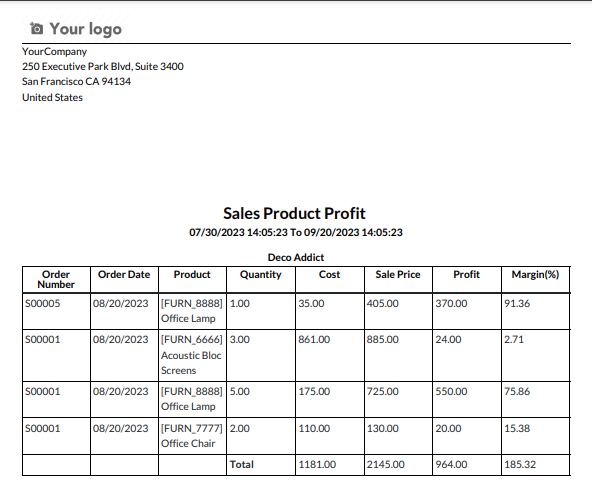 Your logo
YourCompany
250 Executive Park Blvd, Suite 3400
San Francisco CA 94134
United States
Sales Product Profit
07/30/2023 14:05:23 To 09/20/2023 14:05:23
Deco Addict
Order Number Order Date Product Quantity Cost Sale Price Profit Margin(%)
S00005 08/20/2023 [FURN_8888] Office Lamp 1.00 35.00 405.00 370.00 91.36
S00001 08/20/2023 [FURN_6666] Acoustic Bloc Screens 3.00 861.00 885.00 24.00 2.71
S00001 08/20/2023 [FURN_8888] Office Lamp 5.00 175.00 725.00 550.00 75.86
S00001 08/20/2023 [FURN_7777] Office Chair 2.00 110.00 130.00 20.00 15.38
Total 1181.00 2145.00 964.00 185.32